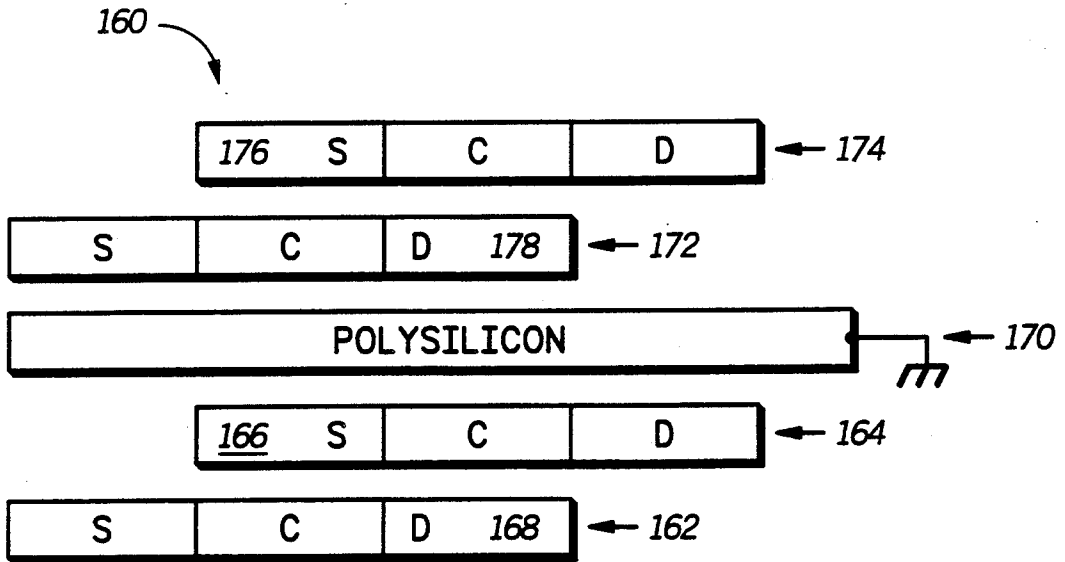 160
176 S C D 174
S C D 178 172
POLYSILICON 170
166 S C D 164
S C D 168 162